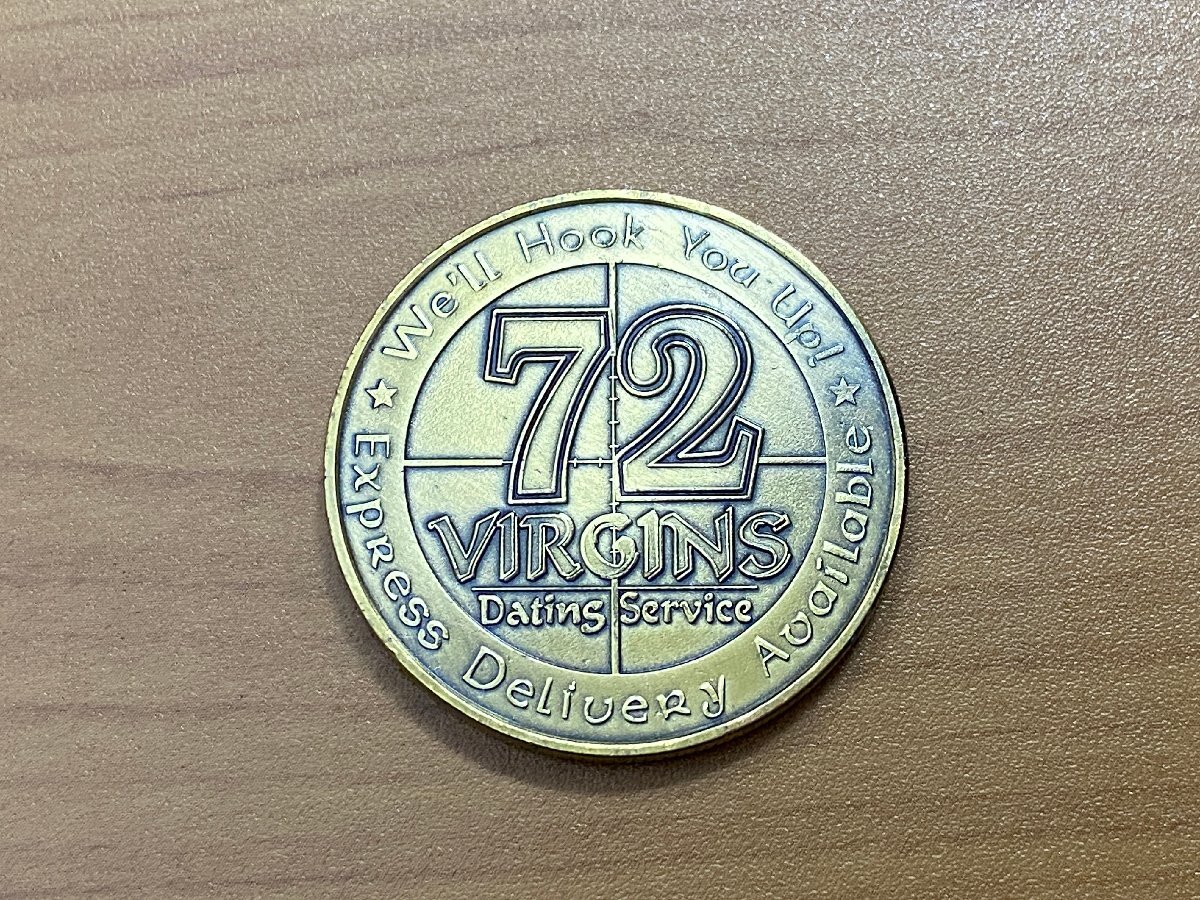 We'll Hook You Up!
72
VIRGINS
Dating Service
Express Delivery Available